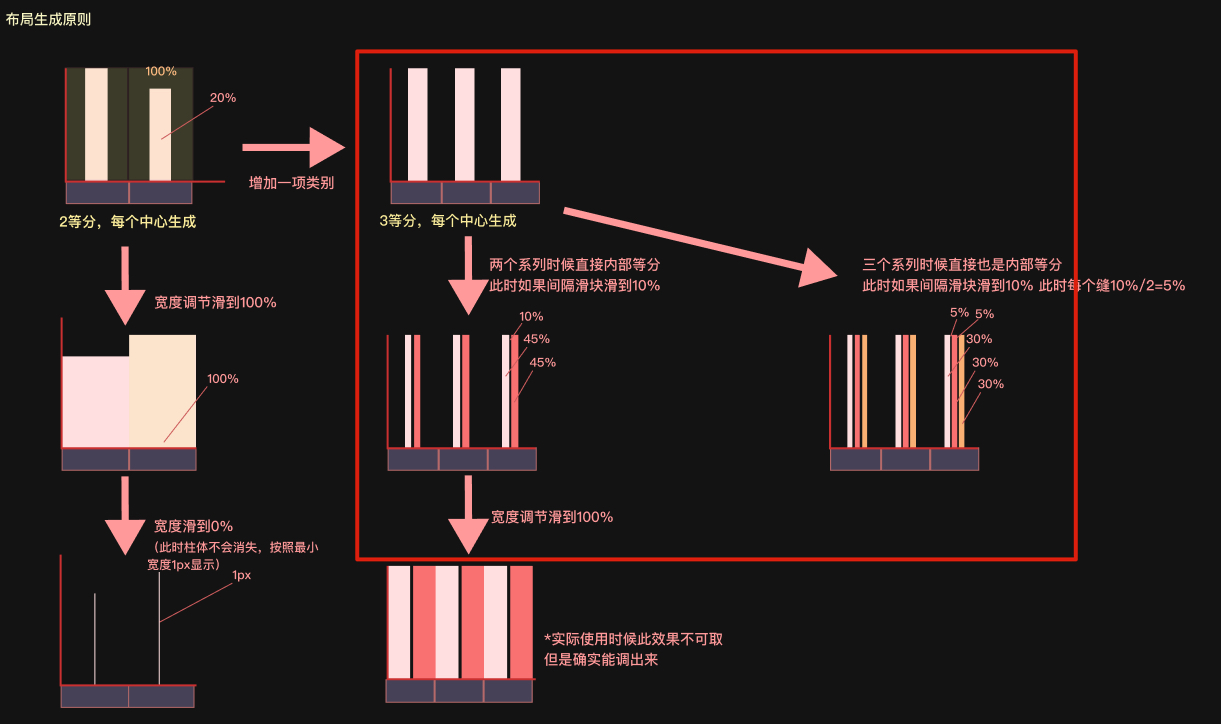 布局生成原则
100%
20%
增加一项类别
2等分，每个中心生成
3等分，每个中心生成
宽度调节滑到100%
两个系列时候直接内部等分
此时如果间隔滑块滑到10%
三个系列时候直接也是内部等分
此时如果间隔滑块滑到10% 此时每个缝10%/2=5%
100%
10%
45%
45%
5%
5%
30%
30%
30%
宽度滑到0%
（此时柱体不会消失，按照最小
宽度1px显示）
1px
宽度调节滑到100%
*实际使用时候此效果不可取
但是确实能调出来